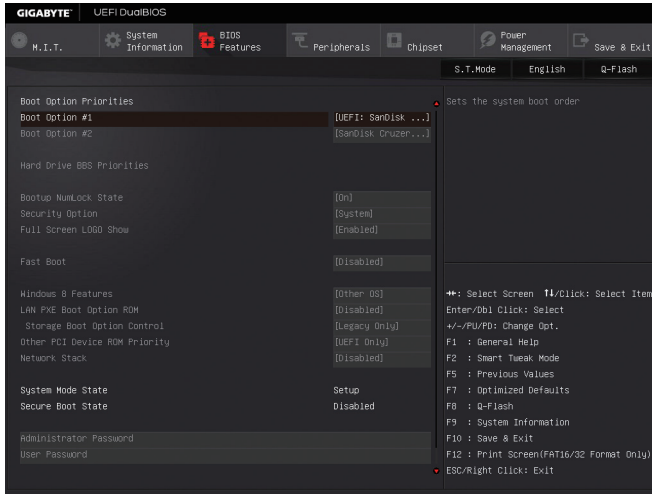 GIGABYTE™ UEFI DualBIOS
M.I.T.
System Information
BIOS Features
Peripherals
Chipset
Power Management
Save & Exit
S.T.Mode English Q-Flash
Boot Option Priorities
Boot Option #1 [UEFI: SanDisk ...]
Boot Option #2 [SanDisk Cruzer...]
Hard Drive BBS Priorities
Bootup NumLock State [On]
Security Option [System]
Full Screen LOGO Show [Enabled]
Fast Boot [Disabled]
Windows 8 Features [Other OS]
LAN PXE Boot Option ROM [Disabled]
Storage Boot Option Control [Legacy Only]
Other PCI Device ROM Priority [UEFI Only]
Network Stack [Disabled]
System Mode State Setup
Secure Boot State Disabled
Administrator Password
User Password
Sets the system boot order
→←: Select Screen ↑↓/Click: Select Item
Enter/Dbl Click: Select
+/-/PU/PD: Change Opt.
F1 : General Help
F2 : Smart Tweak Mode
F5 : Previous Values
F7 : Optimized Defaults
F8 : Q-Flash
F9 : System Information
F10 : Save & Exit
F12 : Print Screen(FAT16/32 Format Only)
ESC/Right Click: Exit